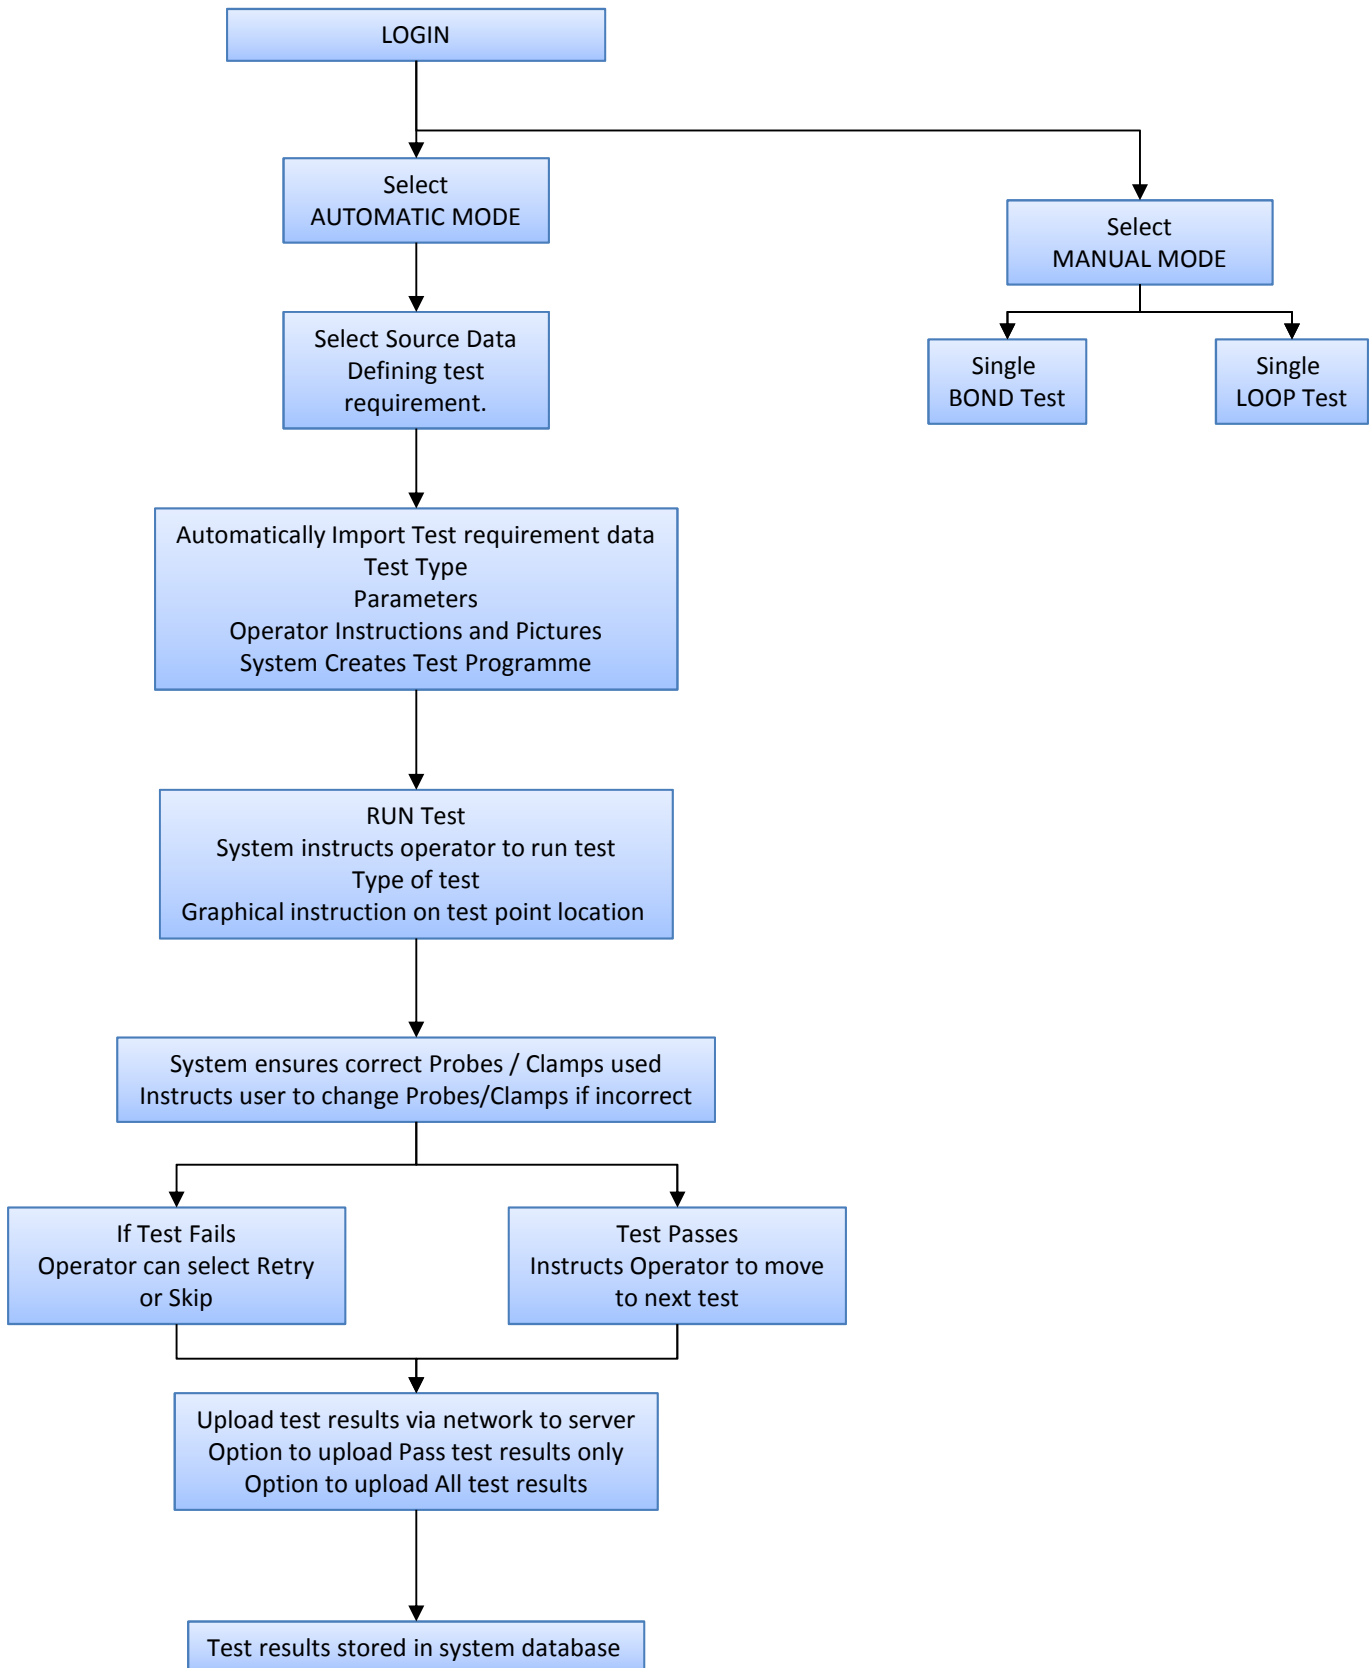 LOGIN
Select
AUTOMATIC MODE
Select
MANUAL MODE
Select Source Data
Defining test
requirement.
Single
BOND Test
Single
LOOP Test
Automatically Import Test requirement data
Test Type
Parameters
Operator Instructions and Pictures
System Creates Test Programme
RUN Test
System instructs operator to run test
Type of test
Graphical instruction on test point location
System ensures correct Probes / Clamps used
Instructs user to change Probes/Clamps if incorrect
If Test Fails
Operator can select Retry
or Skip
Test Passes
Instructs Operator to move
to next test
Upload test results via network to server
Option to upload Pass test results only
Option to upload All test results
Test results stored in system database